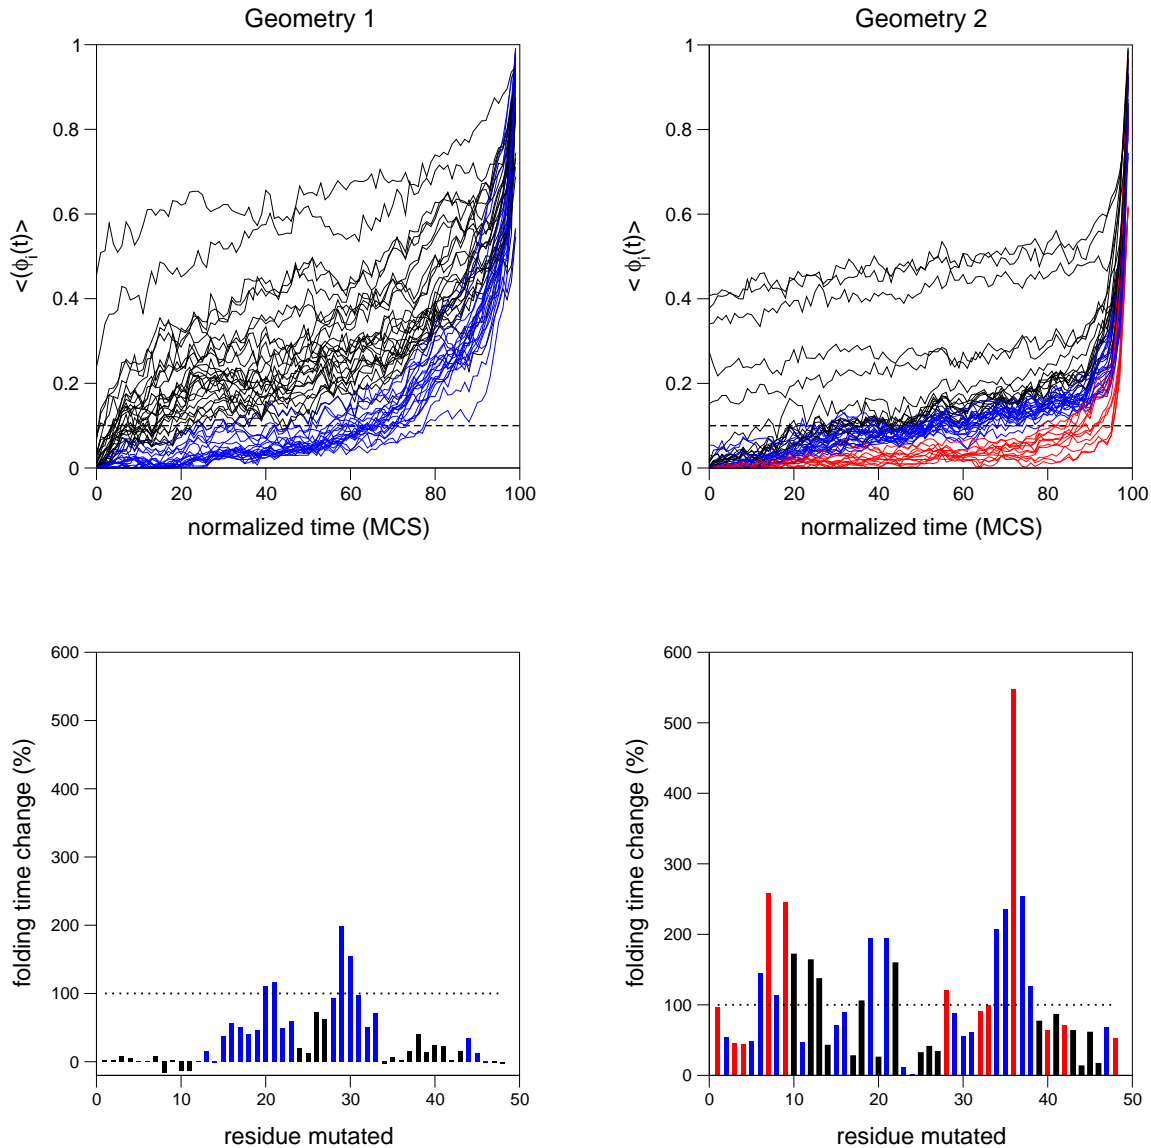 Geometry 1
Geometry 2
1
0.8
0.6
0.4
0.2
0
<(ϕi(t)>
0 20 40 60 80 100
normalized time (MCS)
1
0.8
0.6
0.4
0.2
0
< ϕi(t)>
0 20 40 60 80 100
normalized time (MCS)
600
500
400
300
200
100
0
folding time change (%)
0 10 20 30 40 50
residue mutated
600
500
400
300
200
100
0
folding time change (%)
0 10 20 30 40 50
residue mutated